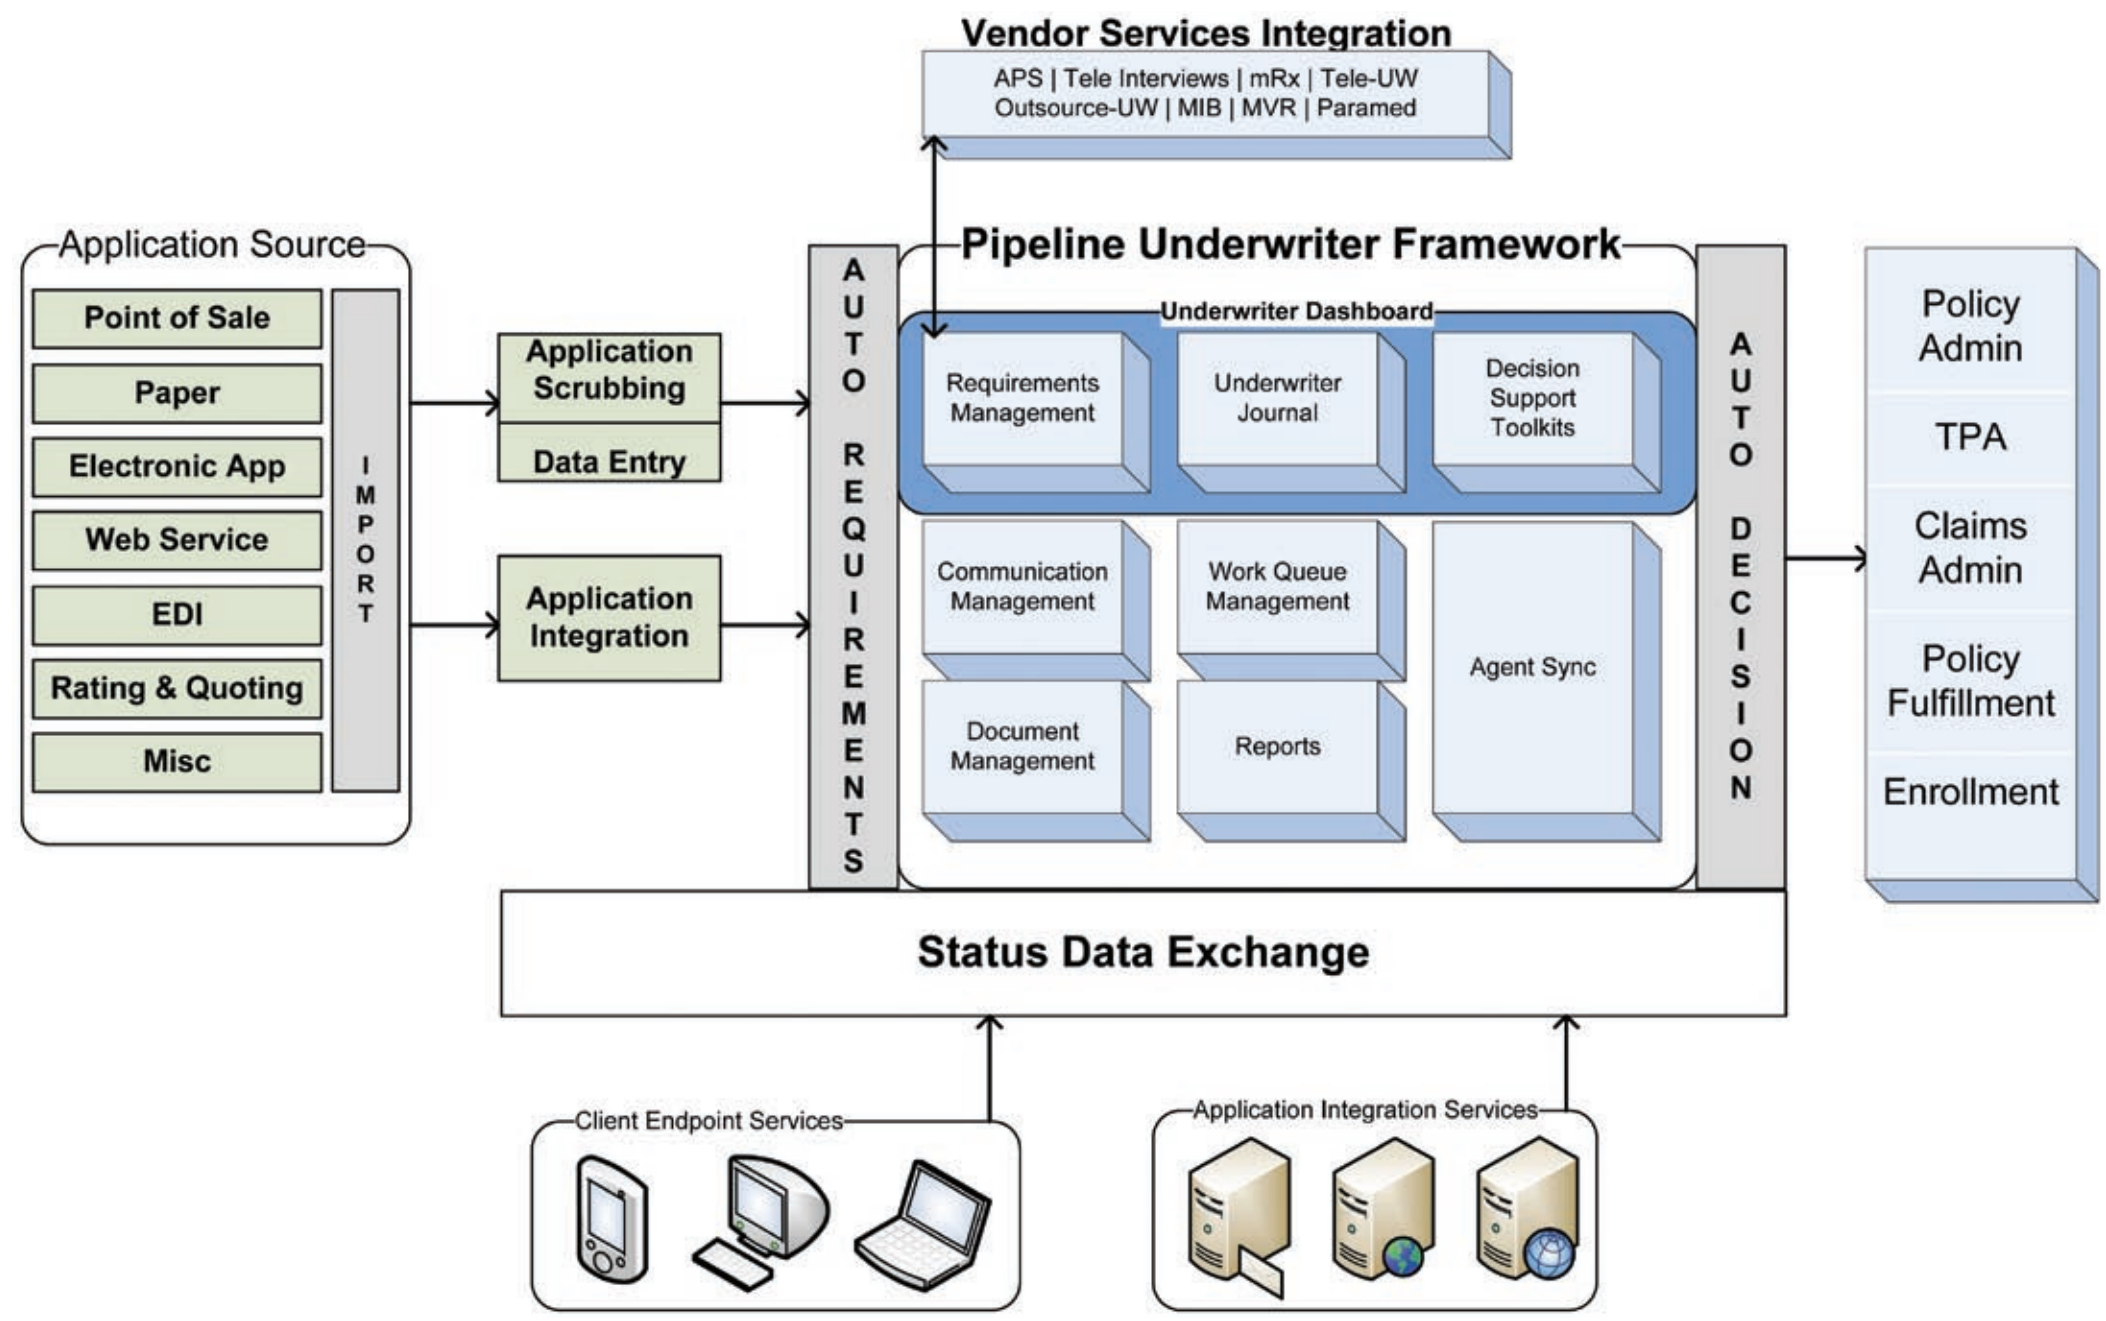 Vendor Services Integration
APS | Tele Interviews | mRx | Tele-UW
Outsource-UW | MIB | MVR | Paramed
Application Source
Point of Sale
Paper
Electronic App
Web Service
EDI
Rating & Quoting
Misc
IMPORT
Application
Scrubbing
Data Entry
Application
Integration
AUTO REQUIREMENTS
Pipeline Underwriter Framework
Underwriter Dashboard
Requirements
Management
Underwriter
Journal
Decision
Support
Toolkits
Communication
Management
Work Queue
Management
Agent Sync
Document
Management
Reports
AUTO DECISION
Policy
Admin
TPA
Claims
Admin
Policy
Fulfillment
Enrollment
Status Data Exchange
Client Endpoint Services
Application Integration Services